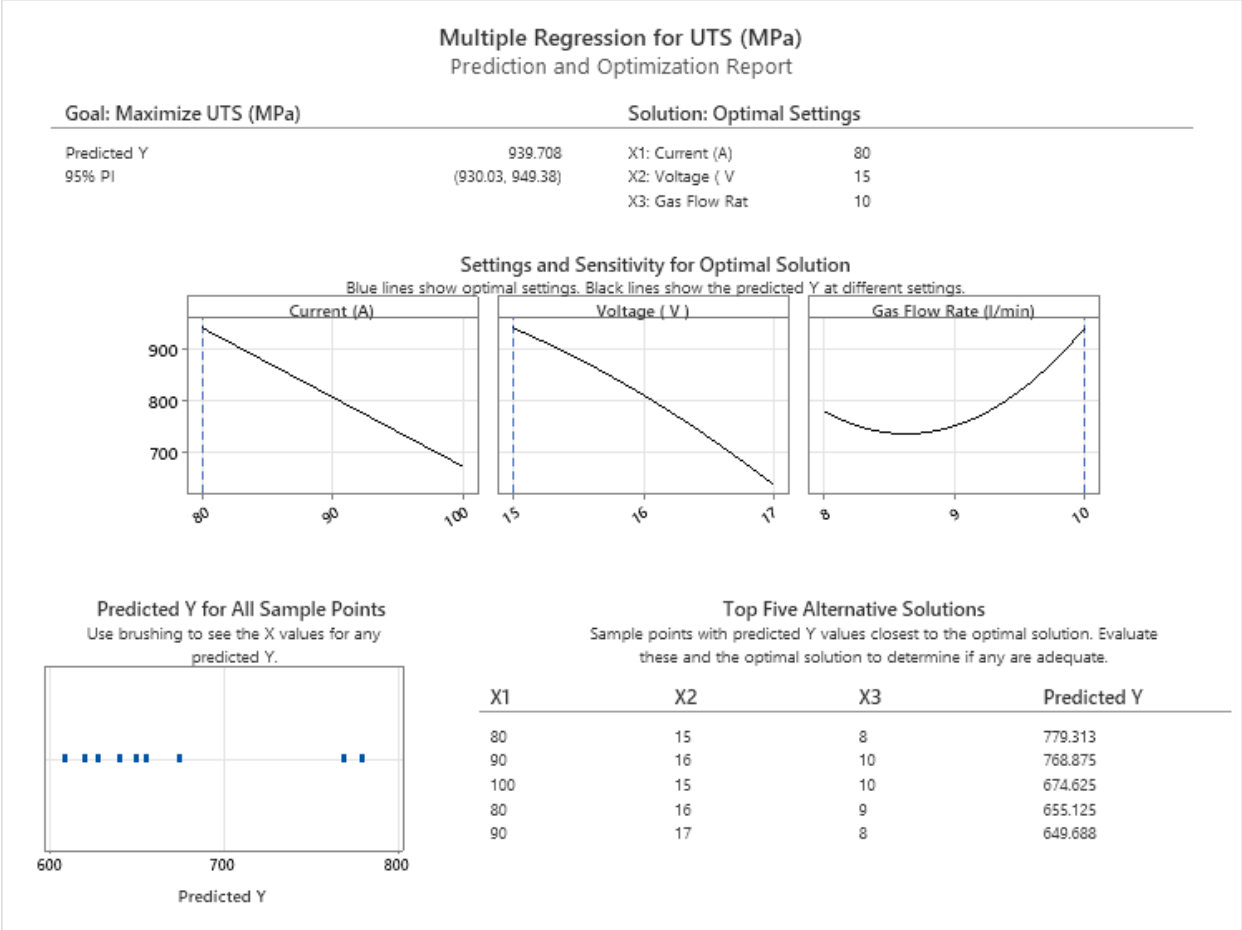 Multiple Regression for UTS (MPa)
Prediction and Optimization Report
Goal: Maximize UTS (MPa)
Predicted Y 939.708
95% PI (930.03, 949.38)
Solution: Optimal Settings
X1: Current (A) 80
X2: Voltage ( V 15
X3: Gas Flow Rat 10
Settings and Sensitivity for Optimal Solution
Blue lines show optimal settings. Black lines show the predicted Y at different settings.
Current (A) Voltage ( V ) Gas Flow Rate (l/min)
900
800
700
80 90 100 15 16 17 8 9 10
Predicted Y for All Sample Points
Use brushing to see the X values for any
predicted Y.
600 700 800
Predicted Y
Top Five Alternative Solutions
Sample points with predicted Y values closest to the optimal solution. Evaluate
these and the optimal solution to determine if any are adequate.
X1 X2 X3 Predicted Y
80 15 8 779.313
90 16 10 768.875
100 15 10 674.625
80 16 9 655.125
90 17 8 649.688